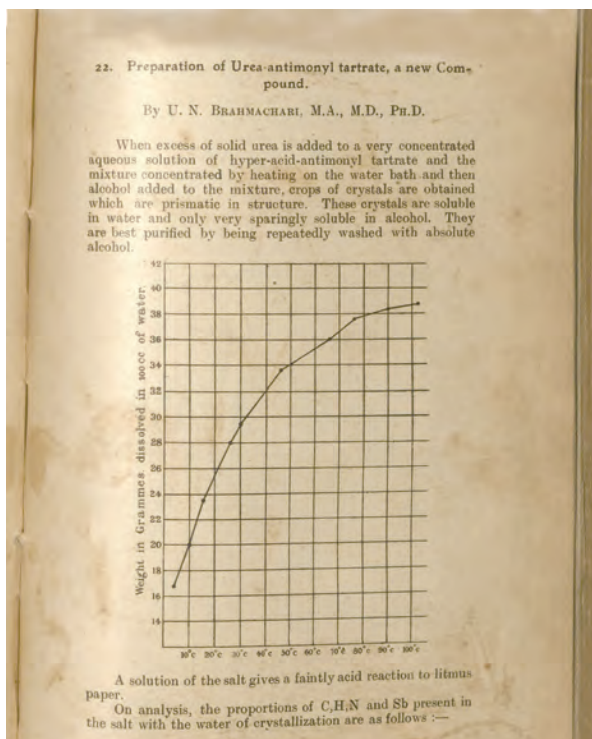 22. Preparation of Urea-antimonyl tartrate, a new Com-
pound.
By U. N. BRAHMACHARI, M.A., M.D., PH.D.
When excess of solid urea is added to a very concentrated
aqueous solution of hyper-acid-antimonyl tartrate and the
mixture concentrated by heating on the water bath and then
alcohol added to the mixture, crops of crystals are obtained
which are prismatic in structure. These crystals are soluble
in water and only very sparingly soluble in alcohol. They
are best purified by being repeatedly washed with absolute
alcohol.
Weight in Grammes. dissolved in 100cc of water.
42
40
38
36
34
32
30
28
26
24
22
20
18
16
14
10°c 20°c 30°c 40°c 50°c 60°c 70°c 80°c 90°c 100°c
A solution of the salt gives a faintly acid reaction to litmus
paper.
On analysis, the proportions of C,H,N and Sb present in
the salt with the water of crystallization are as follows :—